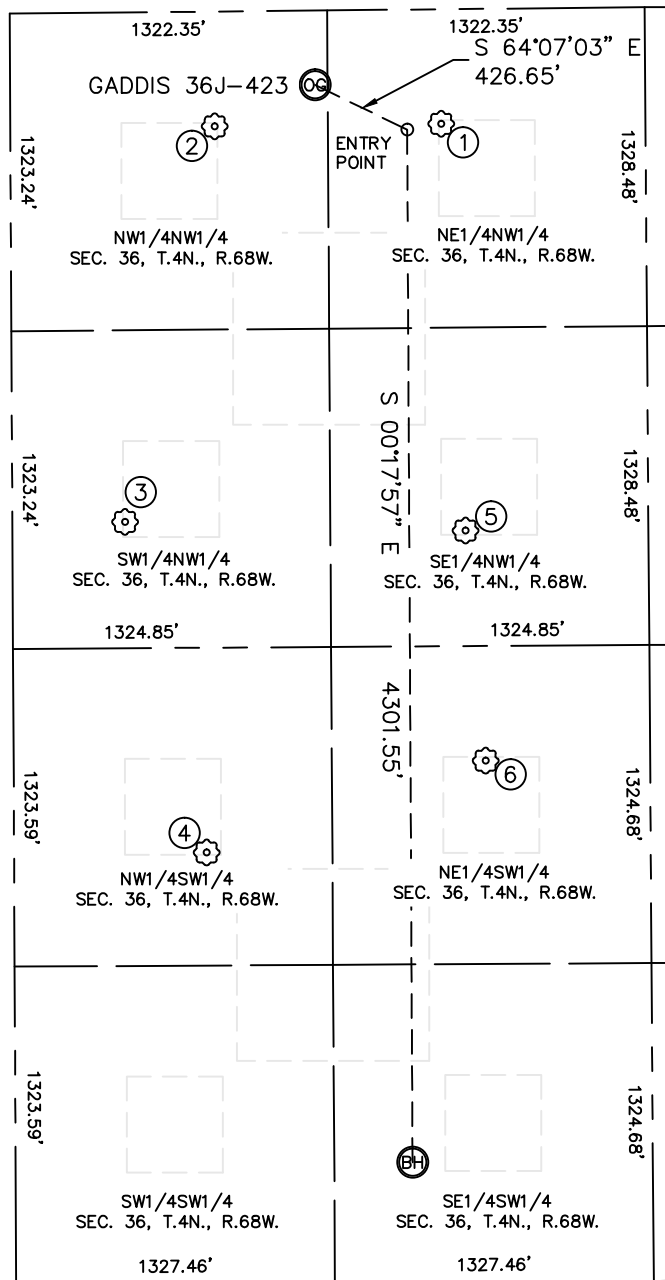 1322.35'
1322.35'
S 64°07'03" E
426.65'
GADDIS 36J-423
OG
ENTRY
POINT
1
2
1323.24'
1328.48'
NW1/4NW1/4
SEC. 36, T.4N., R.68W.
NE1/4NW1/4
SEC. 36, T.4N., R.68W.
S 00°17'57" E
3
5
1323.24'
1328.48'
SW1/4NW1/4
SEC. 36, T.4N., R.68W.
SE1/4NW1/4
SEC. 36, T.4N., R.68W.
1324.85'
1324.85'
4301.55'
6
4
1323.59'
1324.68'
NW1/4SW1/4
SEC. 36, T.4N., R.68W.
NE1/4SW1/4
SEC. 36, T.4N., R.68W.
1323.59'
1324.68'
BH
SW1/4SW1/4
SEC. 36, T.4N., R.68W.
SE1/4SW1/4
SEC. 36, T.4N., R.68W.
1327.46'
1327.46'